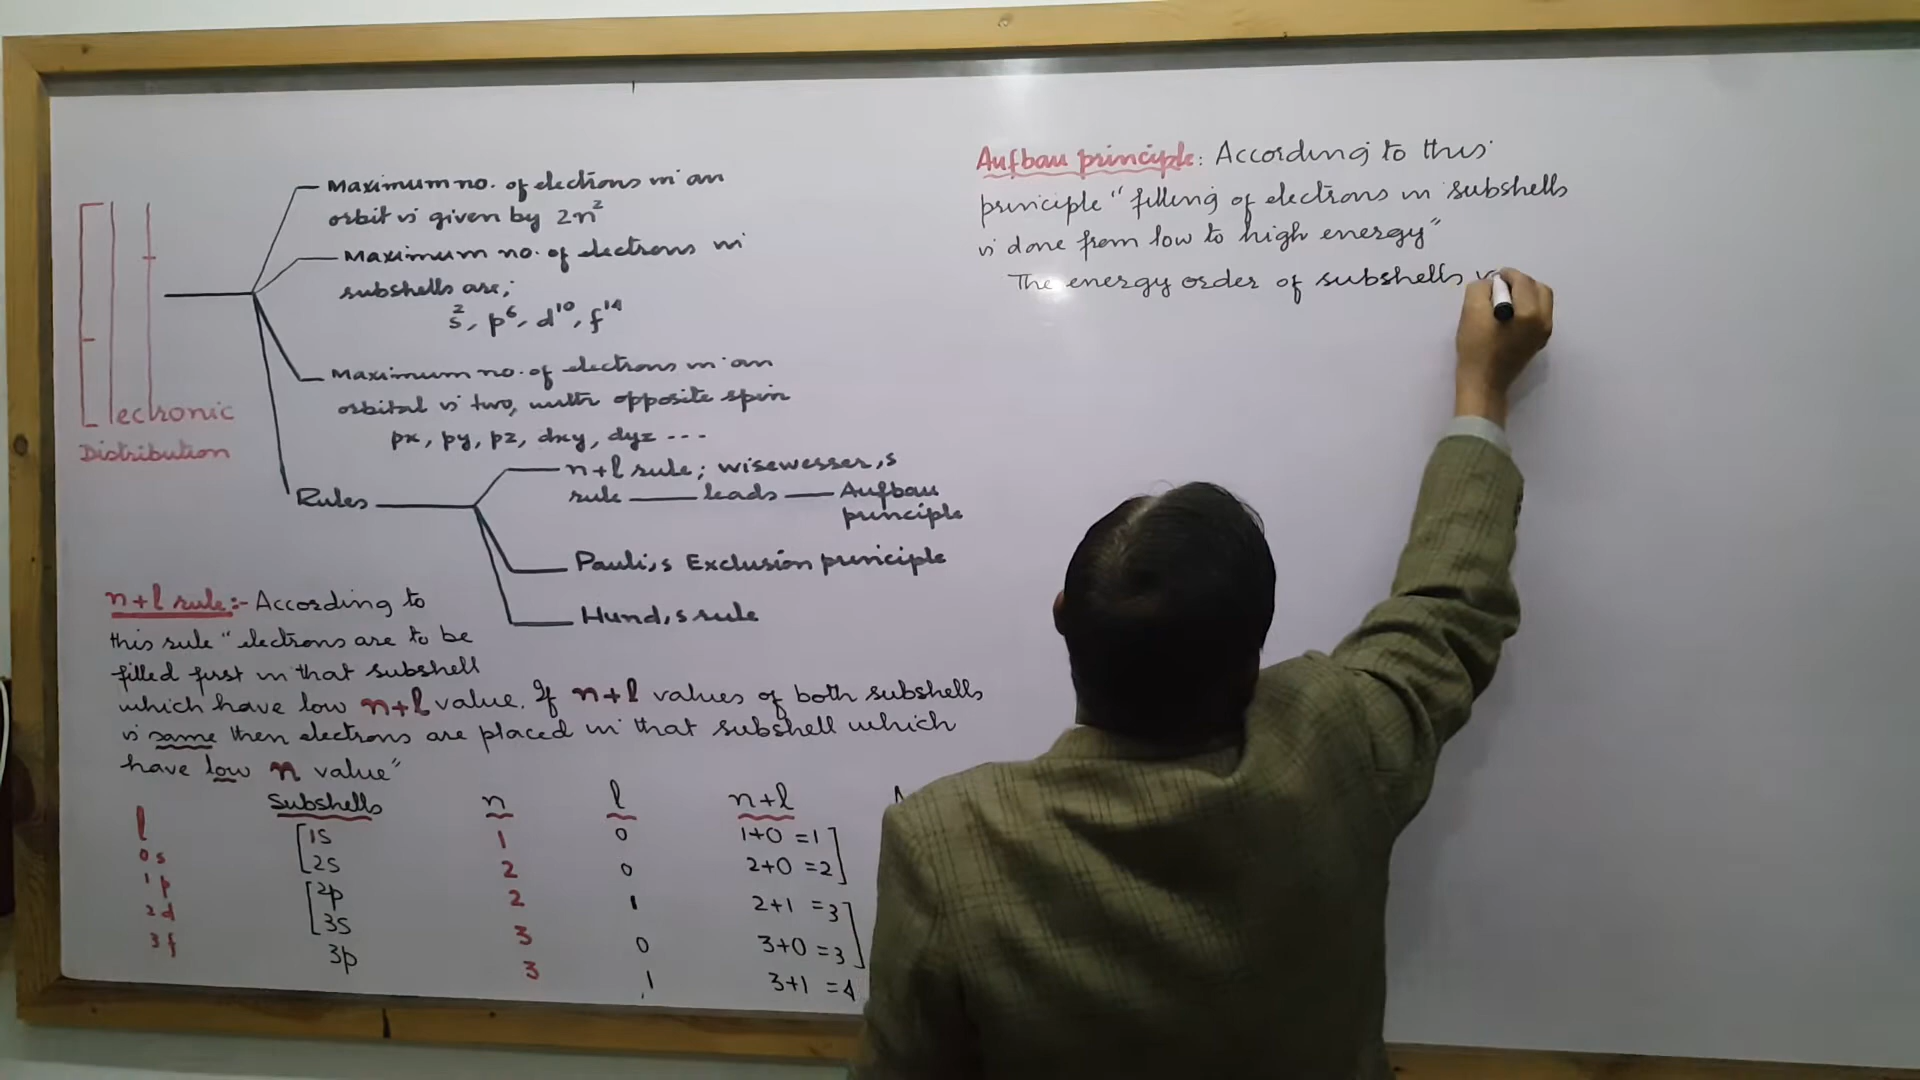 Electronic
Distribution
Maximum no. of electrons in an
orbit is given by 2n²
Maximum no. of electrons in
subshells are;
s², p⁶, d¹⁰, f¹⁴
Maximum no. of electrons in an
orbital is two, with opposite spin
px, py, pz, dxy, dyz ---
Rules
n+l rule; wisewesser,s
rule — leads — Aufbau
principle
Pauli,s Exclusion principle
Hund,s rule
n+l rule:- According to
this rule "electrons are to be
filled first in that subshell
which have low n+l value. If n+l values of both subshells
is same then electrons are placed in that subshell which
have low n value"
l Subshells n l n+l
0s 1s 1 0 1+0 =1
1p 2s 2 0 2+0 =2
2d 2p 2 1 2+1 =3
3f 3s 3 0 3+0 =3
3p 3 1 3+1 =4
Aufbau principle: According to this
principle "filling of electrons in subshells
is done from low to high energy"
The energy order of subshells